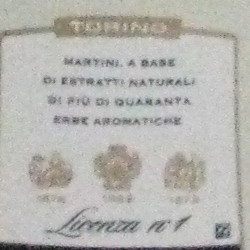 TORINO
MARTINI, A BASE
DI ESTRATTI NATURALI
DI PIÙ DI QUARANTA
ERBE AROMATICHE
Licenza n° 1